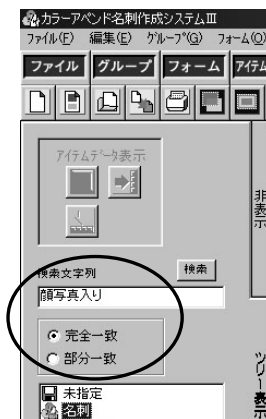 カラーアペンド名刺作成システムⅢ
ファイル(F) 編集(E) グループ(G) フォーム(O)
ファイル グループ フォーム アイテム
アイテムデータ表示
非表示
検索文字列
検索
顔写真入り
完全一致
部分一致
ツリー表示
未指定
名刺